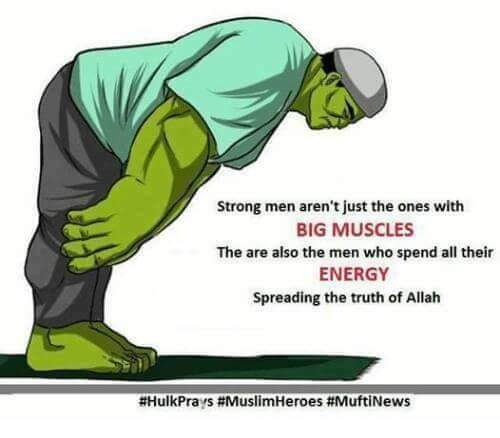 Strong men aren't just the ones with
BIG MUSCLES
The are also the men who spend all their
ENERGY
Spreading the truth of Allah
#HulkPrays #MuslimHeroes #MuftiNews